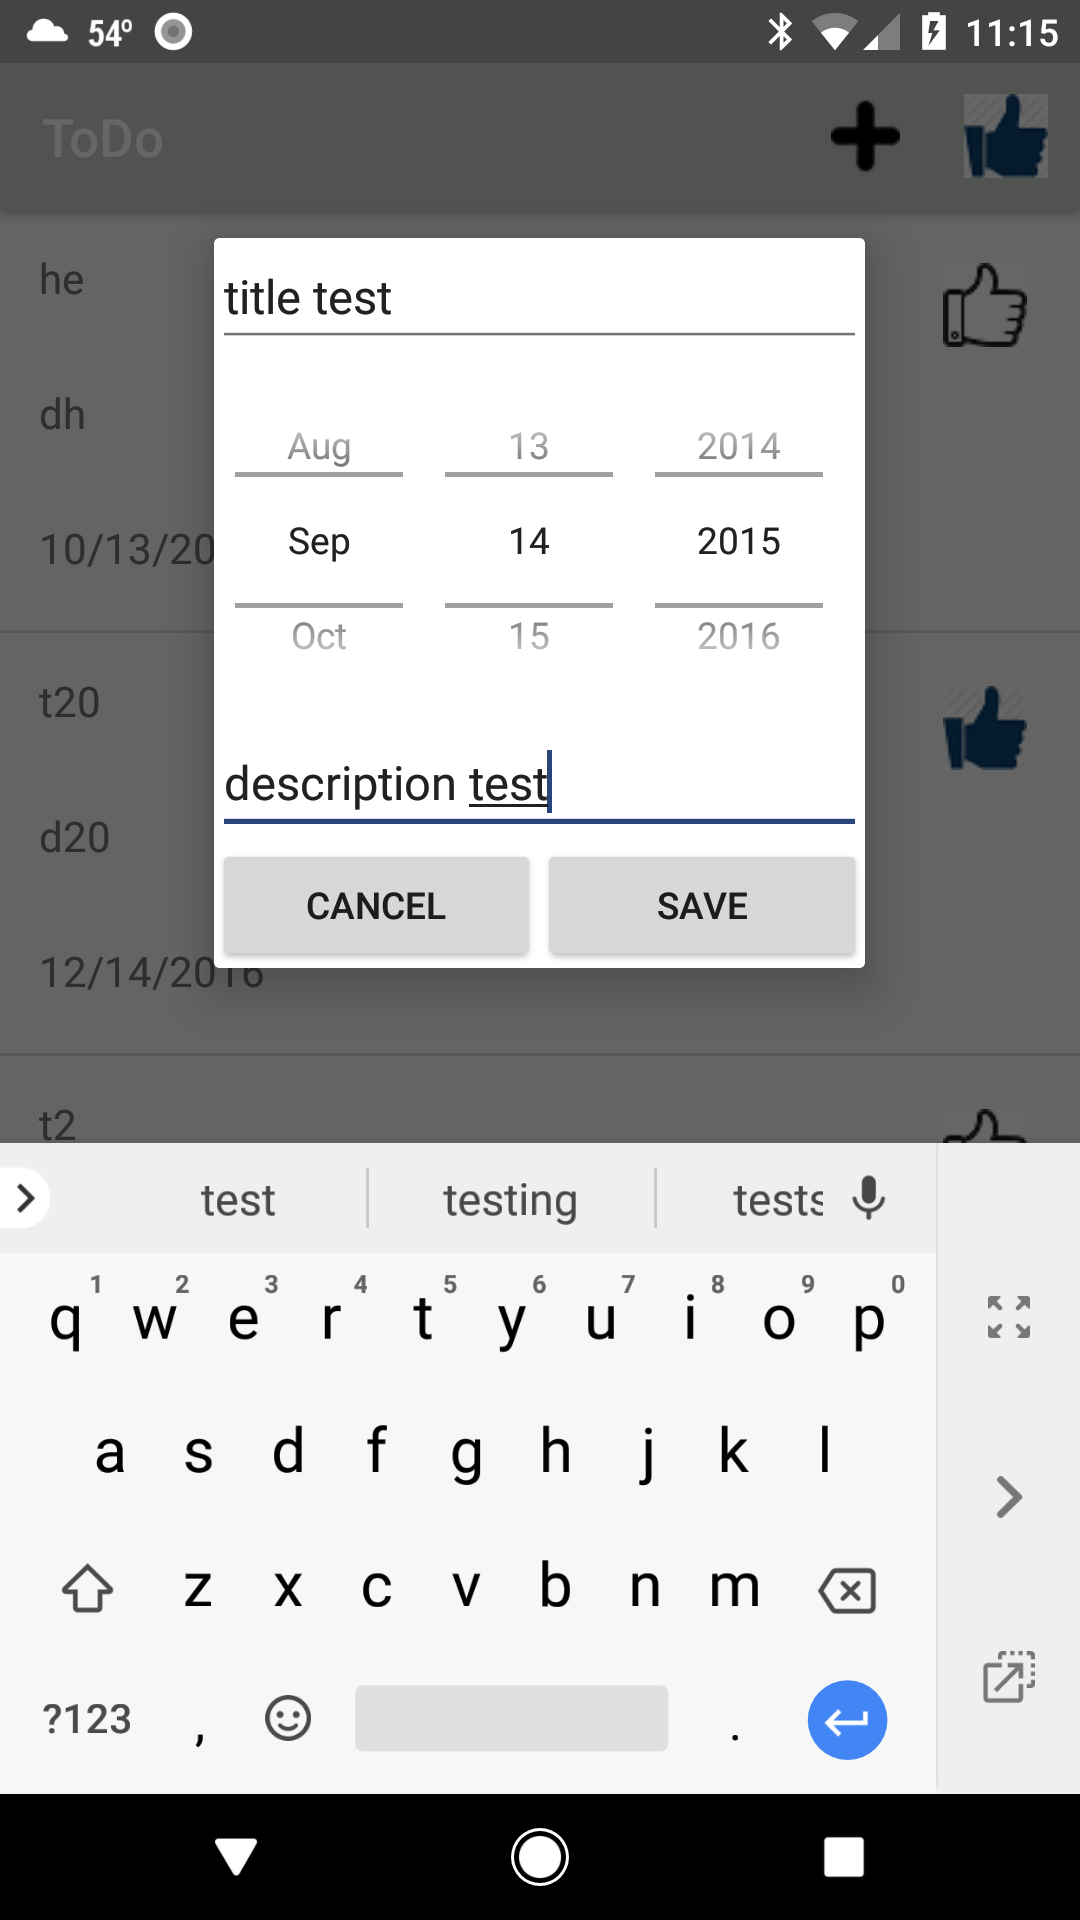 54° 11:15
ToDo
he
title test
dh
Aug 13 2014
Sep 14 2015
10/13/20
Oct 15 2016
t20
description test
d20
CANCEL SAVE
12/14/2016
t2
test testing tests
1 2 3 4 5 6 7 8 9 0
q w e r t y u i o p
a s d f g h j k l
z x c v b n m
?123 , .